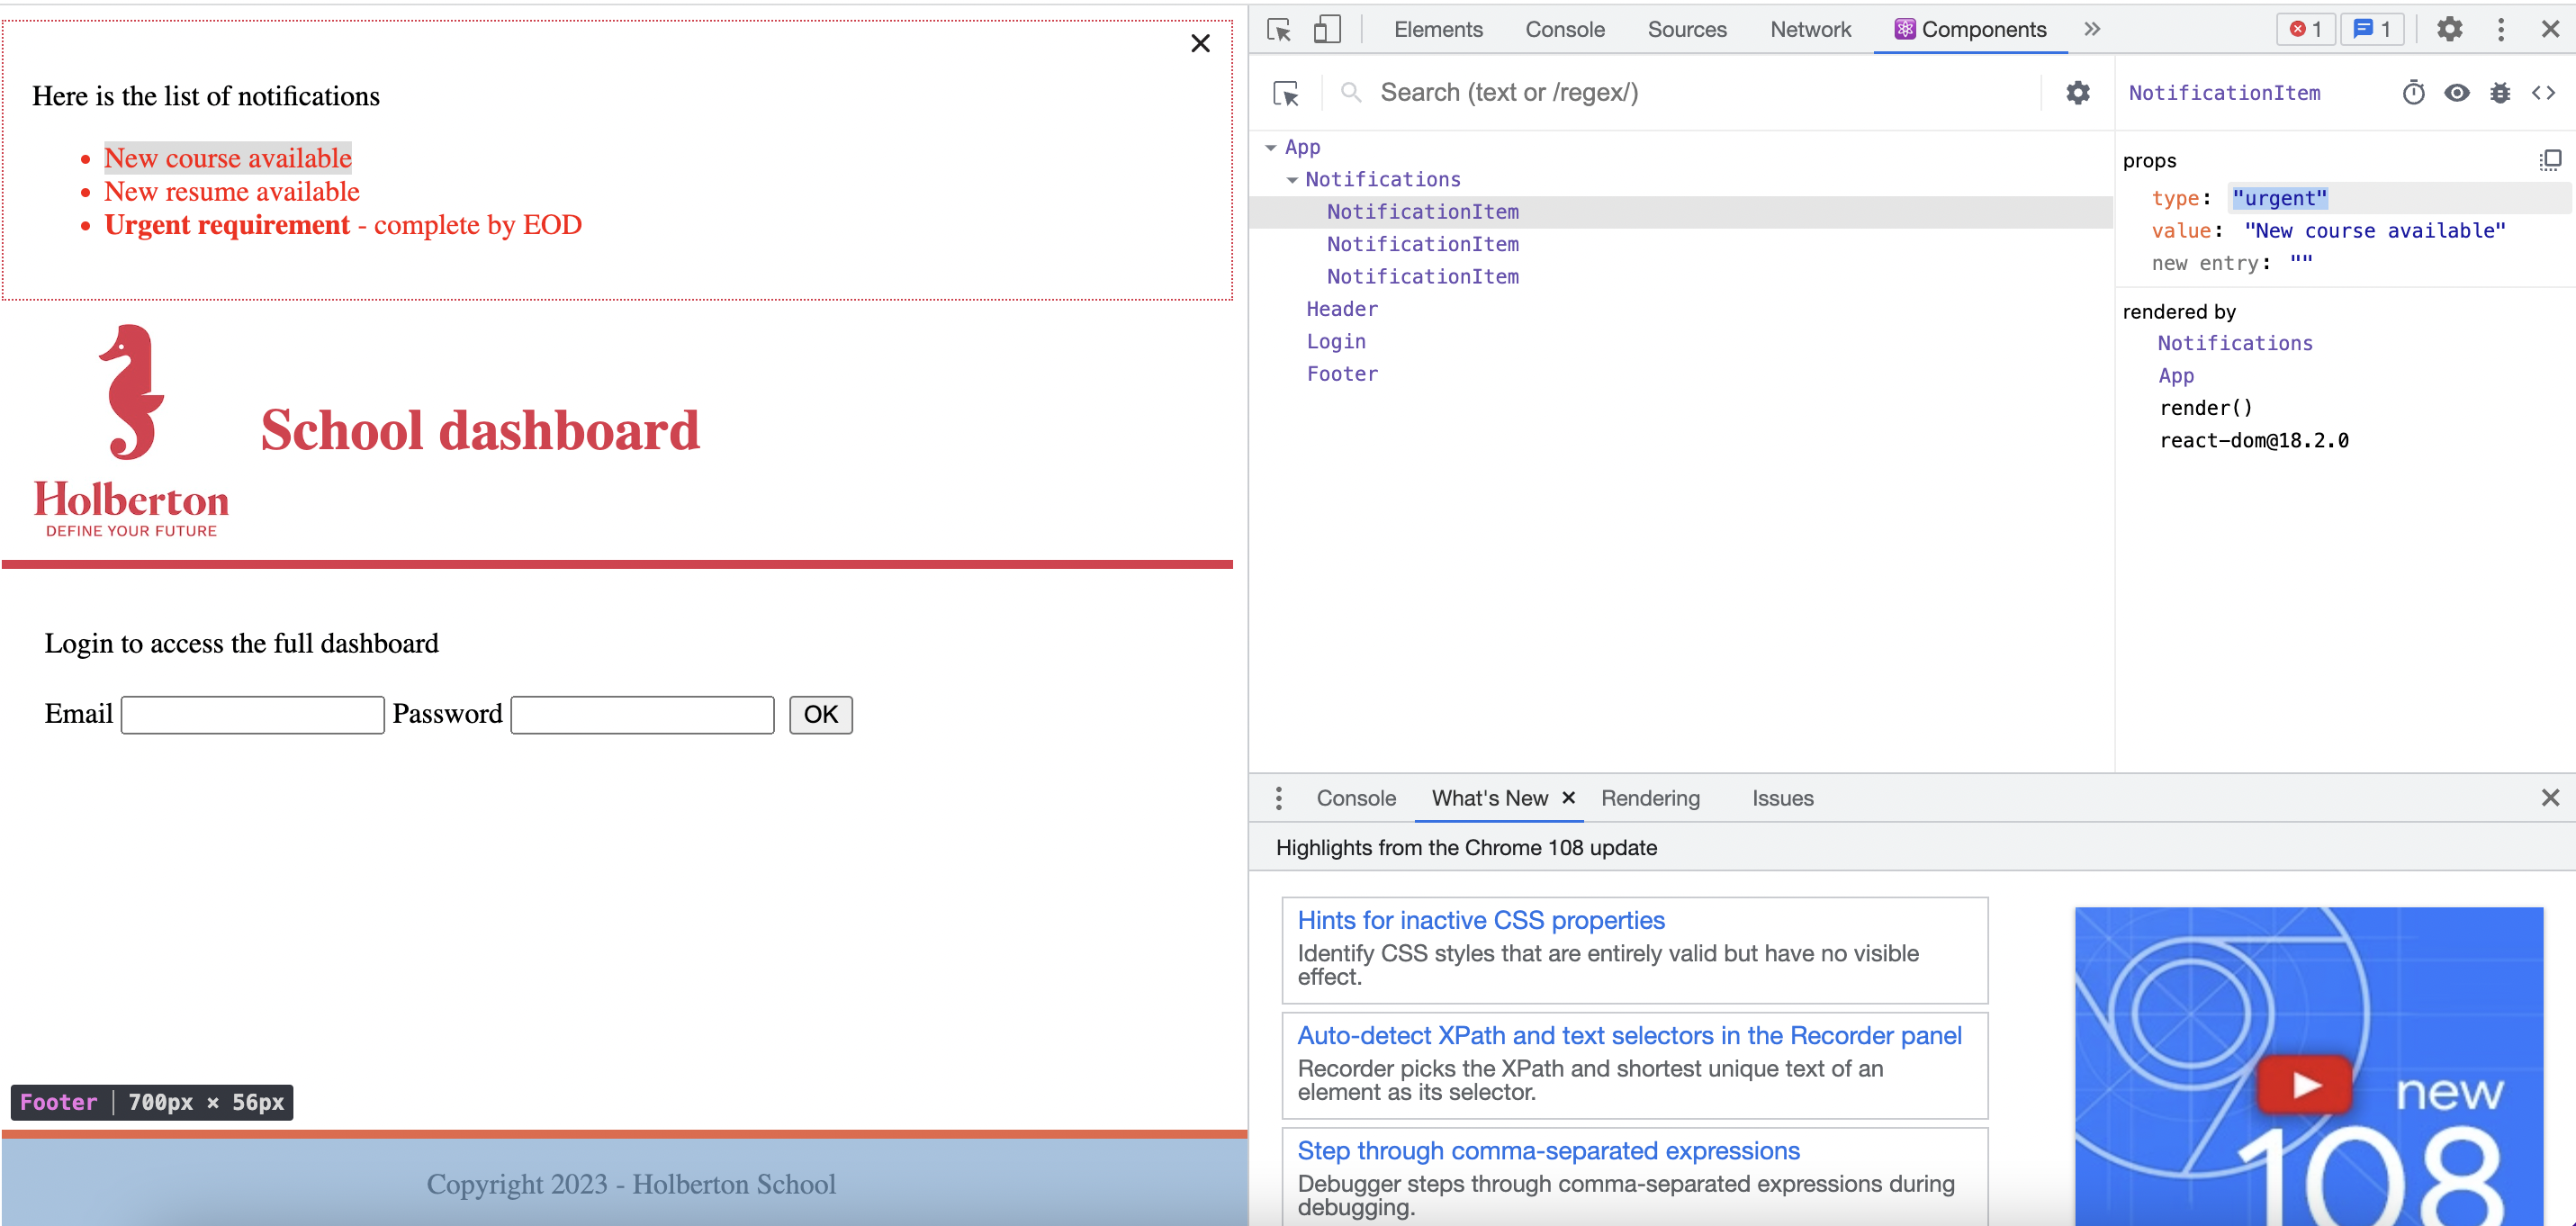 Here is the list of notifications
New course available
New resume available
Urgent requirement - complete by EOD
Holberton
DEFINE YOUR FUTURE
School dashboard
Login to access the full dashboard
Email Password OK
Footer 700px × 56px
Copyright 2023 - Holberton School
Elements Console Sources Network Components 1 1
Search (text or /regex/)
App
Notifications
NotificationItem
NotificationItem
NotificationItem
Header
Login
Footer
NotificationItem
props
type: "urgent"
value: "New course available"
new entry: ""
rendered by
Notifications
App
render()
react-dom@18.2.0
Console What's New Rendering Issues
Highlights from the Chrome 108 update
Hints for inactive CSS properties
Identify CSS styles that are entirely valid but have no visible
effect.
Auto-detect XPath and text selectors in the Recorder panel
Recorder picks the XPath and shortest unique text of an
element as its selector.
Step through comma-separated expressions
Debugger steps through comma-separated expressions during
debugging.
new
108